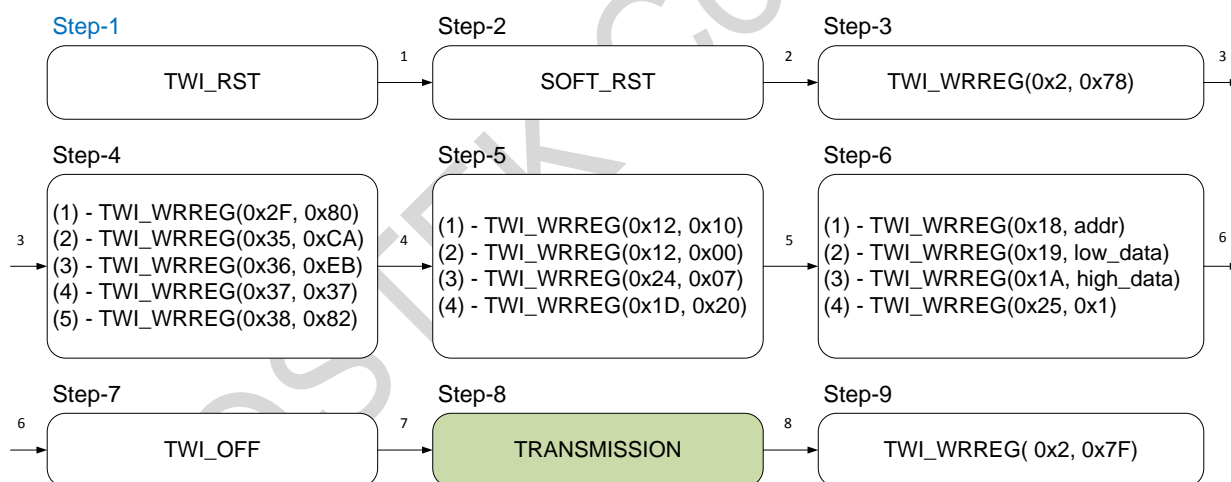 Step-1
Step-2
Step-3
TWI_RST
1
SOFT_RST
2
TWI_WRREG(0x2, 0x78)
3
Step-4
Step-5
Step-6
3
(1) - TWI_WRREG(0x2F, 0x80)
(2) - TWI_WRREG(0x35, 0xCA)
(3) - TWI_WRREG(0x36, 0xEB)
(4) - TWI_WRREG(0x37, 0x37)
(5) - TWI_WRREG(0x38, 0x82)
4
(1) - TWI_WRREG(0x12, 0x10)
(2) - TWI_WRREG(0x12, 0x00)
(3) - TWI_WRREG(0x24, 0x07)
(4) - TWI_WRREG(0x1D, 0x20)
5
(1) - TWI_WRREG(0x18, addr)
(2) - TWI_WRREG(0x19, low_data)
(3) - TWI_WRREG(0x1A, high_data)
(4) - TWI_WRREG(0x25, 0x1)
6
Step-7
Step-8
Step-9
6
TWI_OFF
7
TRANSMISSION
8
TWI_WRREG( 0x2, 0x7F)